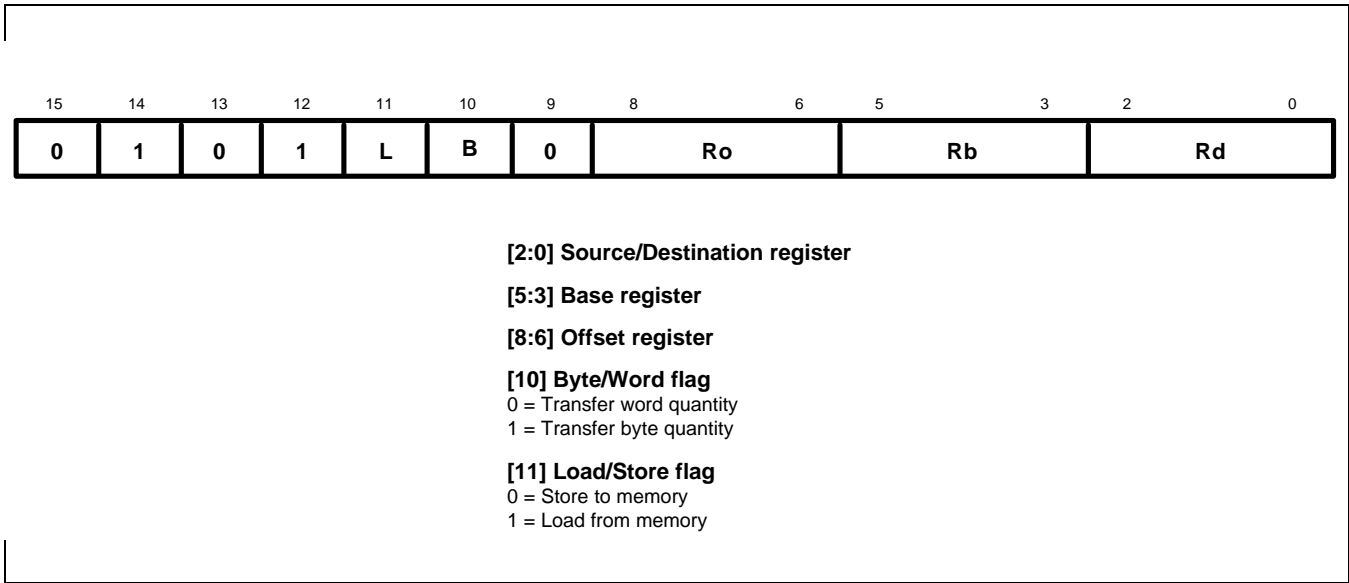 15 14 13 12 11 10 9 8 6 5 3 2 0
0 1 0 1 L B 0 Ro Rb Rd
[2:0] Source/Destination register
[5:3] Base register
[8:6] Offset register
[10] Byte/Word flag
0 = Transfer word quantity
1 = Transfer byte quantity
[11] Load/Store flag
0 = Store to memory
1 = Load from memory